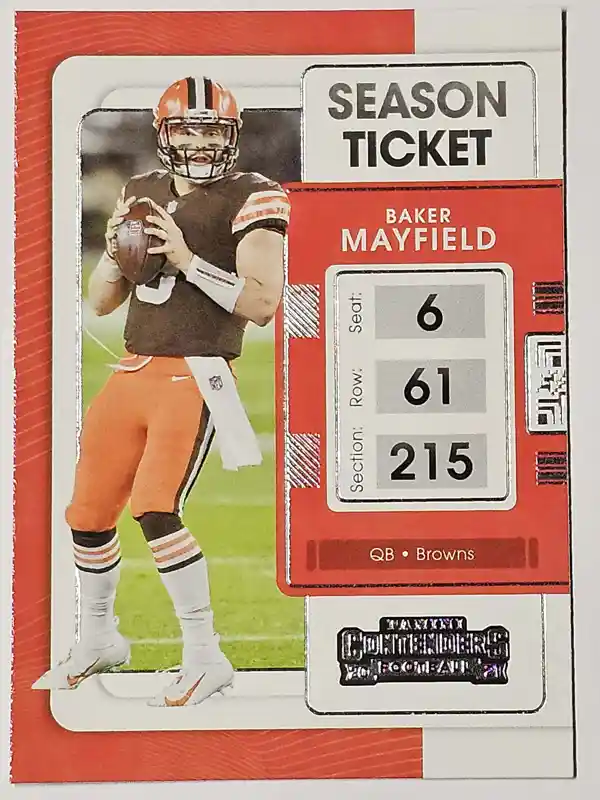 SEASON
TICKET
BAKER
MAYFIELD
Seat: 6
Row: 61
Section: 215
QB • Browns
PANINI
CONTENDERS
20 FOOTBALL 21